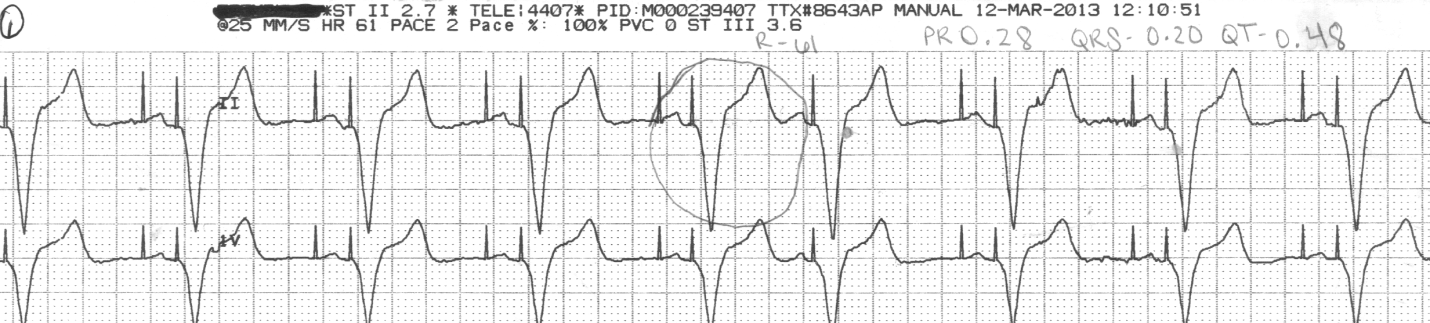 1
*ST II 2.7 * TELE:4407* PID:M000239407 TTX#8643AP MANUAL 12-MAR-2013 12:10:51
@25 MM/S HR 61 PACE 2 Pace %: 100% PVC 0 ST III 3.6
R-61 PR 0.28 QRS- 0.20 QT- 0.48
II
1V